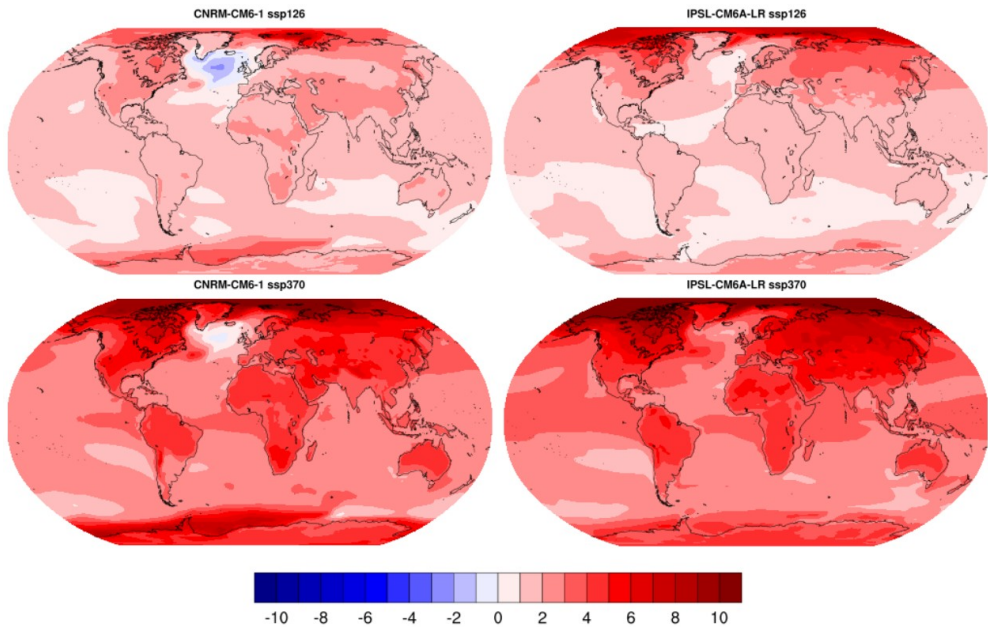 CNRM-CM6-1 ssp126
IPSL-CM6A-LR ssp126
CNRM-CM6-1 ssp370
IPSL-CM6A-LR ssp370
-10 -8 -6 -4 -2 0 2 4 6 8 10